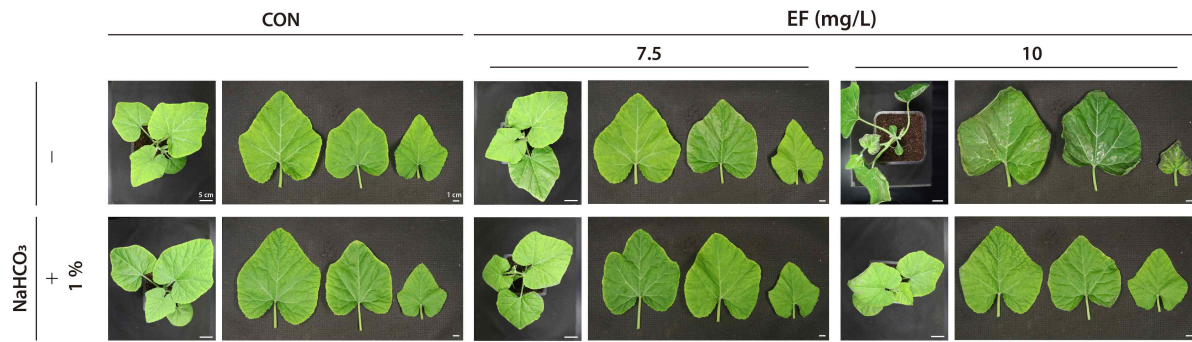 CON
EF (mg/L)
7.5
10
−
5 cm
1 cm
NaHCO₃
+
1 %